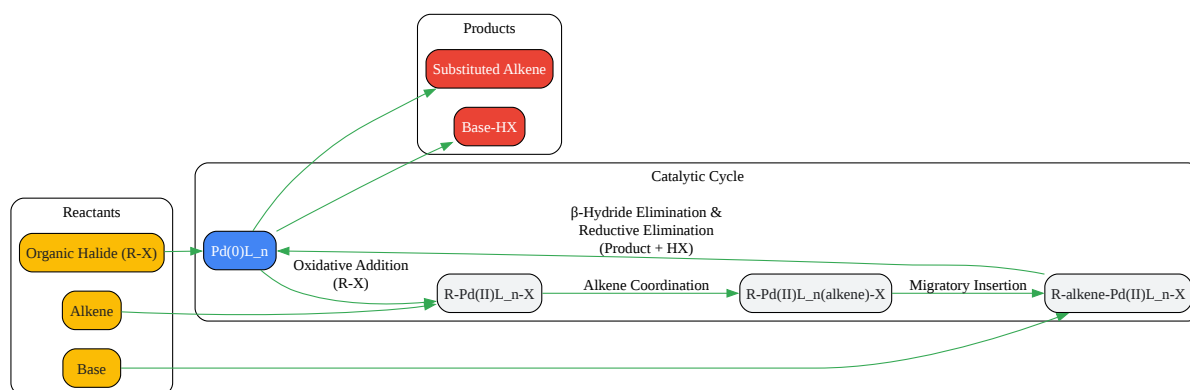 Products
Substituted Alkene
Base-HX
Catalytic Cycle
Reactants
Organic Halide (R-X)
Alkene
Base
Pd(0)L_n
β-Hydride Elimination &
Reductive Elimination
(Product + HX)
Oxidative Addition
(R-X)
R-Pd(II)L_n-X
Alkene Coordination
R-Pd(II)L_n(alkene)-X
Migratory Insertion
R-alkene-Pd(II)L_n-X